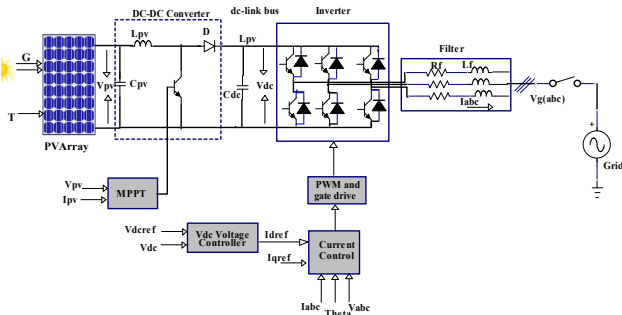 DC-DC Converter
dc-link bus
Inverter
Lpv
D
Lpv
Filter
G
Vpv
Cpv
Cdc
Vdc
Rf
Lf
Iabc
Vg(abc)
T
PVArray
+
Grid
Vpv
Ipv
MPPT
PWM and
gate drive
Vdcref
Vdc
Vdc Voltage
Controller
Idref
Iqref
Current
Control
Iabc
Theta
Vabc